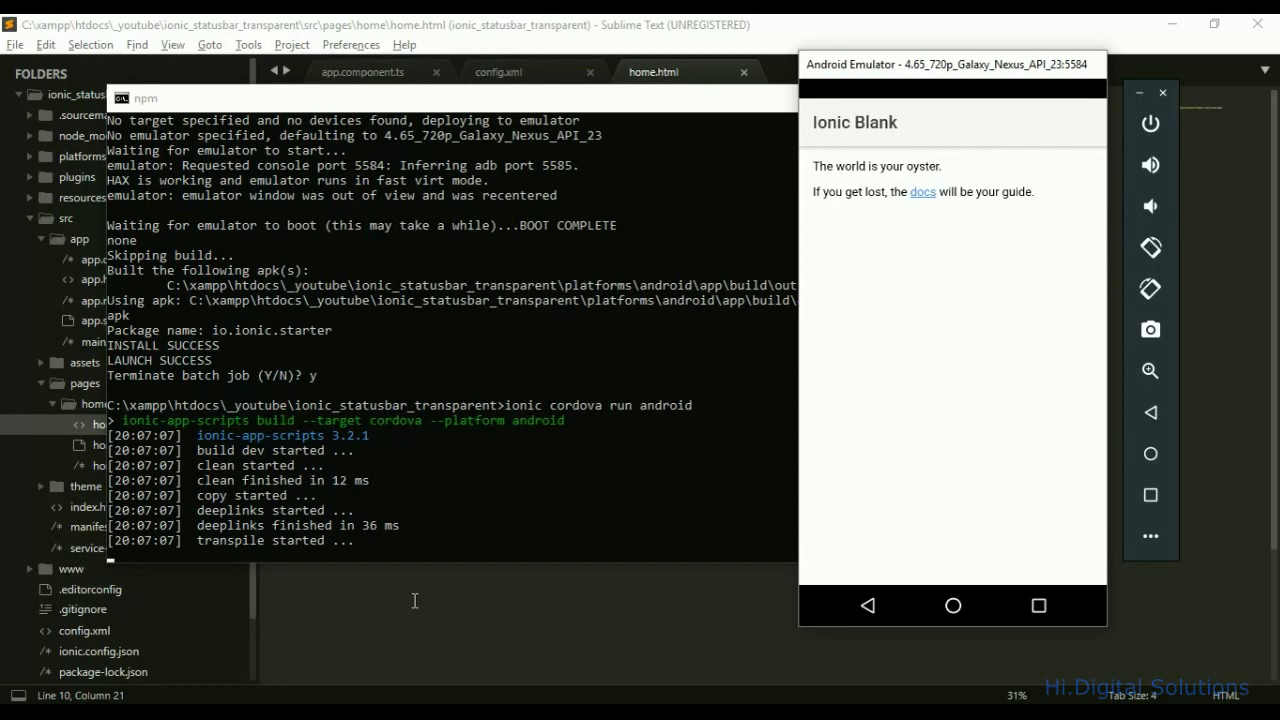 C:\xampp\htdocs\_youtube\ionic_statusbar_transparent\src\pages\home\home.html (ionic_statusbar_transparent) - Sublime Text (UNREGISTERED)
File Edit Selection Find View Goto Tools Project Preferences Help
FOLDERS
ionic_status
.sourcema
node_mo
platforms
plugins
resources
src
app
app.c
app.h
app.r
app.s
main
assets
pages
hom
ho
ho
ho
theme
index.h
manifes
service-
www
.editorconfig
.gitignore
config.xml
ionic.config.json
package-lock.json
app.component.ts
config.xml
home.html
npm
No target specified and no devices found, deploying to emulator
No emulator specified, defaulting to 4.65_720p_Galaxy_Nexus_API_23
Waiting for emulator to start...
emulator: Requested console port 5584: Inferring adb port 5585.
HAX is working and emulator runs in fast virt mode.
emulator: emulator window was out of view and was recentered
Waiting for emulator to boot (this may take a while)...BOOT COMPLETE
none
Skipping build...
Built the following apk(s):
C:\xampp\htdocs\_youtube\ionic_statusbar_transparent\platforms\android\app\build\out
Using apk: C:\xampp\htdocs\_youtube\ionic_statusbar_transparent\platforms\android\app\build\
apk
Package name: io.ionic.starter
INSTALL SUCCESS
LAUNCH SUCCESS
Terminate batch job (Y/N)? y
C:\xampp\htdocs\_youtube\ionic_statusbar_transparent>ionic cordova run android
> ionic-app-scripts build --target cordova --platform android
[20:07:07] ionic-app-scripts 3.2.1
[20:07:07] build dev started ...
[20:07:07] clean started ...
[20:07:07] clean finished in 12 ms
[20:07:07] copy started ...
[20:07:07] deeplinks started ...
[20:07:07] deeplinks finished in 36 ms
[20:07:07] transpile started ...
Android Emulator - 4.65_720p_Galaxy_Nexus_API_23:5584
Ionic Blank
The world is your oyster.
If you get lost, the docs will be your guide.
Line 10, Column 21
31%
Tab Size: 4
HTML
Hi.Digital Solutions